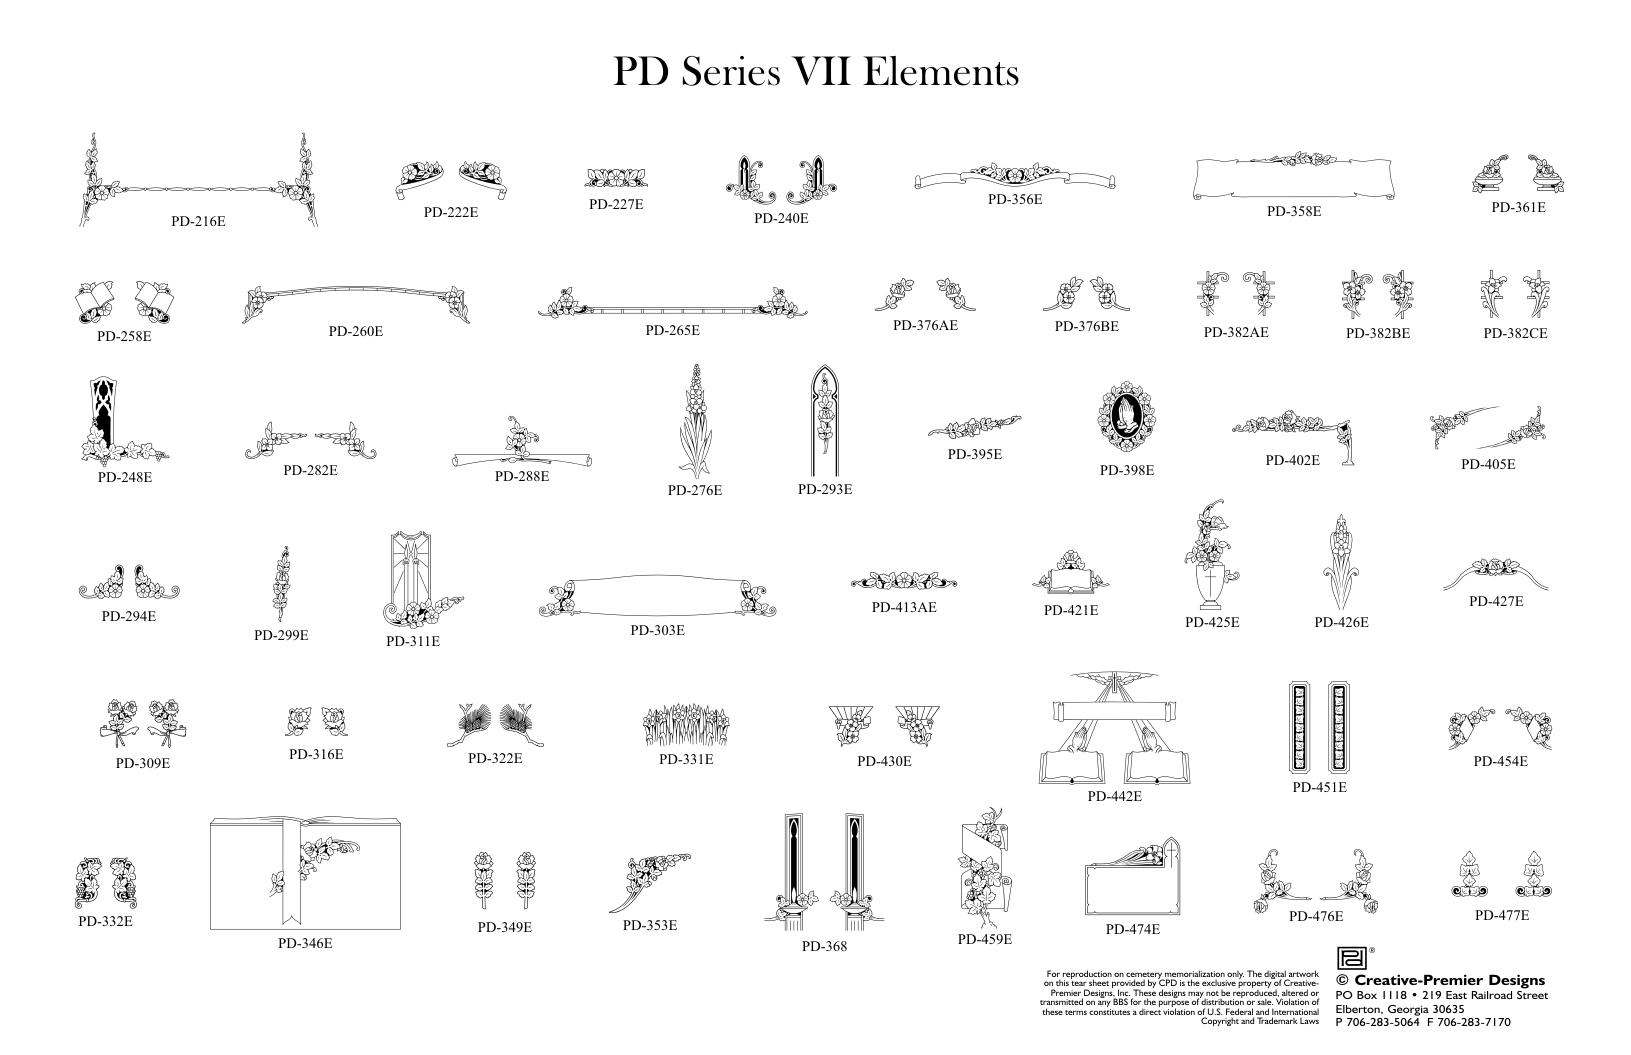 PD Series VII Elements
PD-216E
PD-222E
PD-227E
PD-240E
PD-356E
PD-358E
PD-361E
PD-258E
PD-260E
PD-265E
PD-376AE
PD-376BE
PD-382AE
PD-382BE
PD-382CE
PD-248E
PD-282E
PD-288E
PD-276E
PD-293E
PD-395E
PD-398E
PD-402E
PD-405E
PD-294E
PD-299E
PD-311E
PD-303E
PD-413AE
PD-421E
PD-425E
PD-426E
PD-427E
PD-309E
PD-316E
PD-322E
PD-331E
PD-430E
PD-442E
PD-451E
PD-454E
PD-332E
PD-346E
PD-349E
PD-353E
PD-368
PD-459E
PD-474E
PD-476E
PD-477E
For reproduction on cemetery memorialization only. The digital artwork
on this tear sheet provided by CPD is the exclusive property of Creative-
Premier Designs, Inc. These designs may not be reproduced, altered or
transmitted on any BBS for the purpose of distribution or sale. Violation of
these terms constitutes a direct violation of U.S. Federal and International
Copyright and Trademark Laws
®
© Creative-Premier Designs
PO Box 1118 • 219 East Railroad Street
Elberton, Georgia 30635
P 706-283-5064 F 706-283-7170